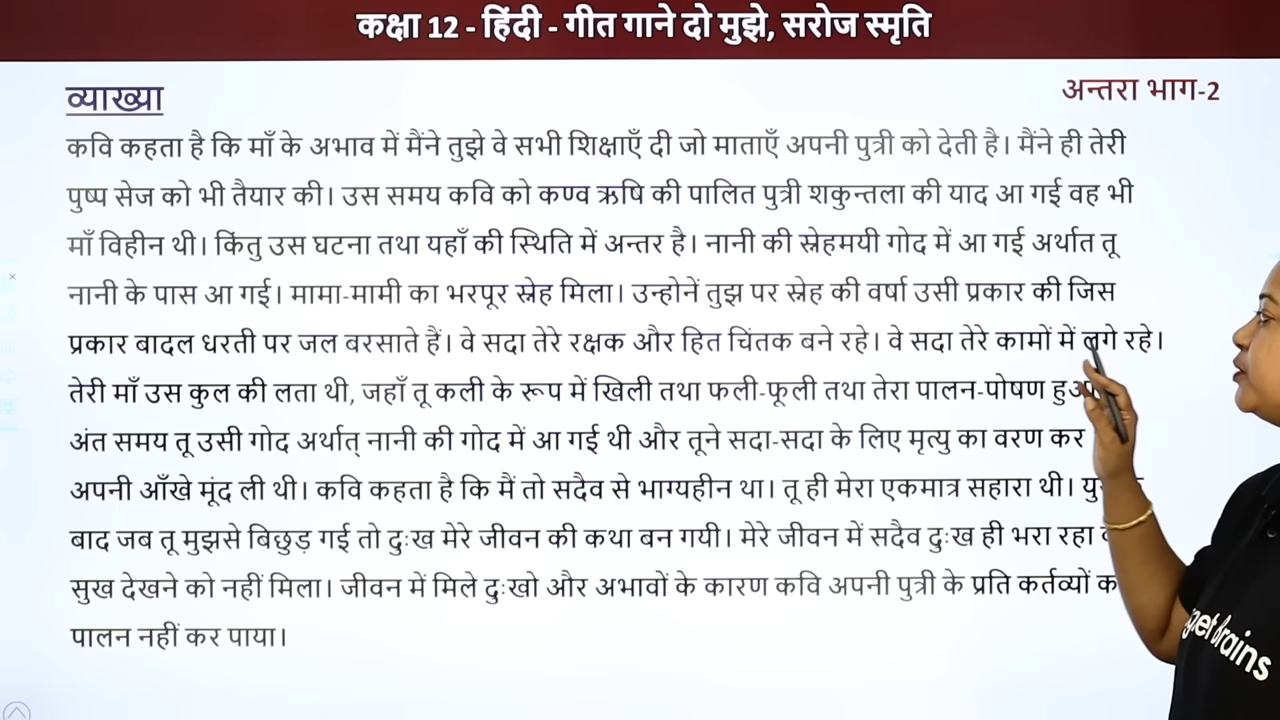 कक्षा 12 - हिंदी - गीत गाने दो मुझे, सरोज स्मृति
व्याख्या
अन्तरा भाग-2
कवि कहता है कि माँ के अभाव में मैंने तुझे वे सभी शिक्षाएँ दी जो माताएँ अपनी पुत्री को देती है। मैंने ही तेरी
पुष्प सेज को भी तैयार की। उस समय कवि को कण्व ऋषि की पालित पुत्री शकुन्तला की याद आ गई वह भी
माँ विहीन थी। किंतु उस घटना तथा यहाँ की स्थिति में अन्तर है। नानी की स्नेहमयी गोद में आ गई अर्थात तू
नानी के पास आ गई। मामा-मामी का भरपूर स्नेह मिला। उन्होनें तुझ पर स्नेह की वर्षा उसी प्रकार की जिस
प्रकार बादल धरती पर जल बरसाते हैं। वे सदा तेरे रक्षक और हित चिंतक बने रहे। वे सदा तेरे कामों में लगे रहे।
तेरी माँ उस कुल की लता थी, जहाँ तू कली के रूप में खिली तथा फली-फूली तथा तेरा पालन-पोषण
अंत समय तू उसी गोद अर्थात् नानी की गोद में आ गई थी और तूने सदा-सदा के लिए मृत्यु का वरण कर
अपनी आँखे मूंद ली थी। कवि कहता है कि मैं तो सदैव से भाग्यहीन था। तू ही मेरा एकमात्र सहारा थी।
बाद जब तू मुझसे बिछुड़ गई तो दुःख मेरे जीवन की कथा बन गयी। मेरे जीवन में सदैव दुःख ही भरा रहा
सुख देखने को नहीं मिला। जीवन में मिले दुःखो और अभावों के कारण कवि अपनी पुत्री के प्रति कर्तव्यों
पालन नहीं कर पाया।
brains